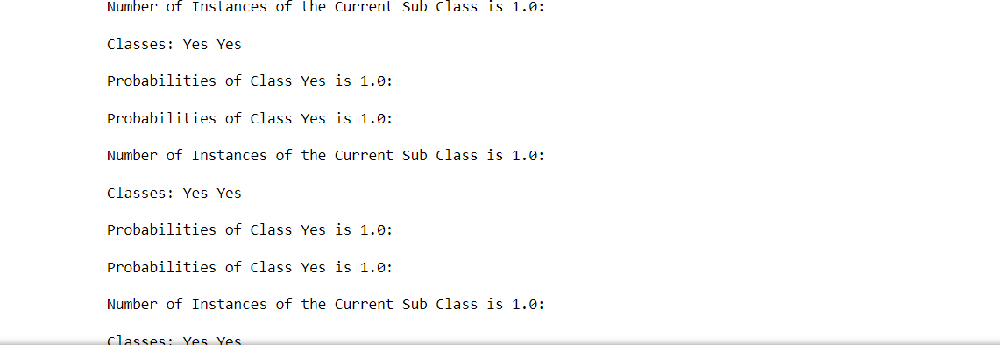 Number of Instances of the Current Sub Class is 1.0:
Classes: Yes Yes
Probabilities of Class Yes is 1.0:
Probabilities of Class Yes is 1.0:
Number of Instances of the Current Sub Class is 1.0:
Classes: Yes Yes
Probabilities of Class Yes is 1.0:
Probabilities of Class Yes is 1.0:
Number of Instances of the Current Sub Class is 1.0:
Classes: Yes Yes